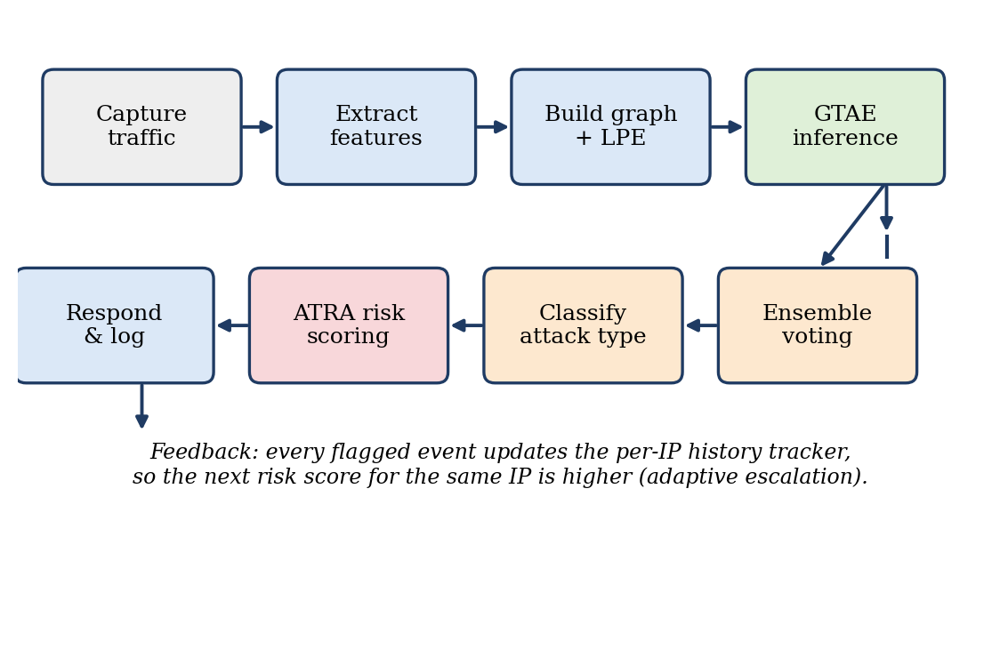 Capture
traffic
Extract
features
Build graph
+ LPE
GTAE
inference
Respond
& log
ATRA risk
scoring
Classify
attack type
Ensemble
voting
Feedback: every flagged event updates the per-IP history tracker,
so the next risk score for the same IP is higher (adaptive escalation).